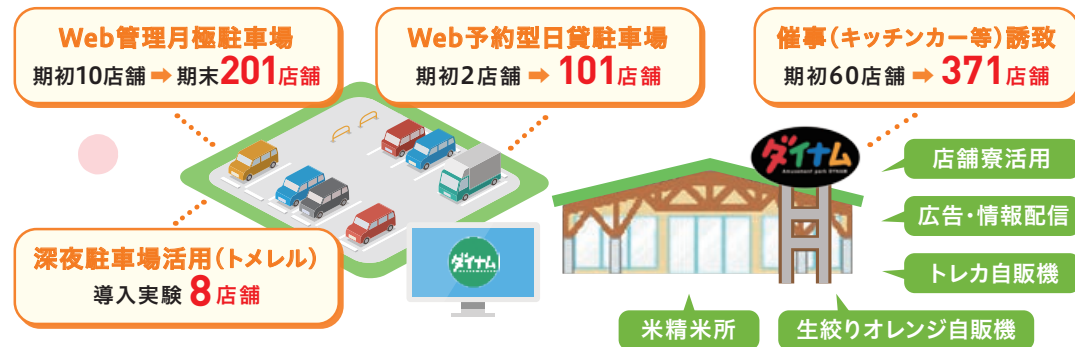 Web管理月極駐車場
期初10店舗➡期末201店舗
Web予約型日貸駐車場
期初2店舗➡101店舗
催事(キッチンカー等)誘致
期初60店舗➡371店舗
ダイナム
店舗寮活用
広告・情報配信
深夜駐車場活用(トメレル)
導入実験8店舗
ダイナム
トレカ自販機
米精米所
生絞りオレンジ自販機